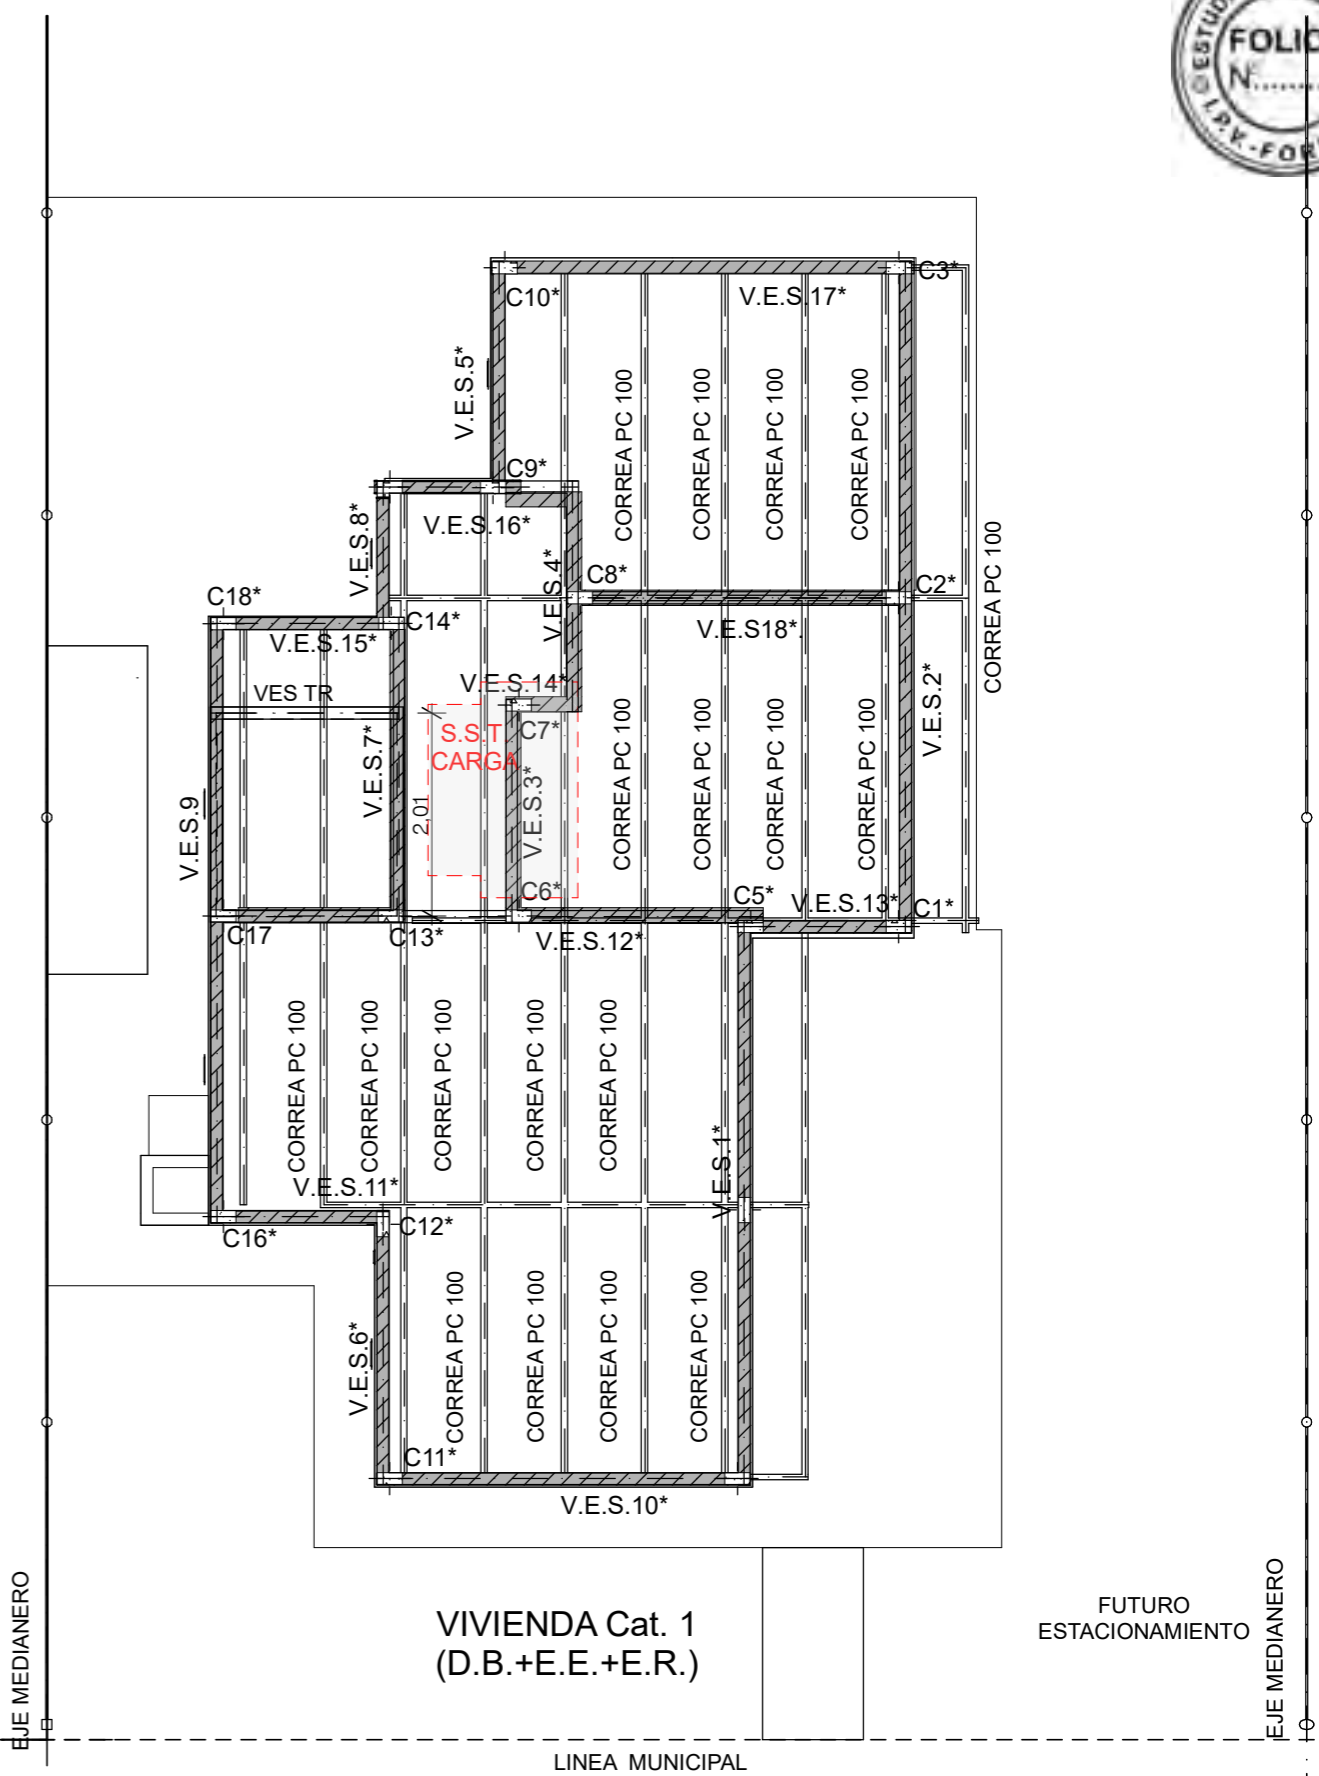 ESTUD
FOLIO
Nº
I.P.V.-FOR
C3*
C10*
V.E.S.17*
V.E.S.5*
CORREA PC 100
CORREA PC 100
CORREA PC 100
CORREA PC 100
C9*
V.E.S.16*
V.E.S.8*
V.E.S.4*
CORREA PC 100
C8*
C2*
C18*
C14*
V.E.S18*.
V.E.S.15*
VES TR
V.E.S.14*
V.E.S.2*
C7*
S.S.T
CARGA
V.E.S.7*
2,01
V.E.S.3*
CORREA PC 100
CORREA PC 100
CORREA PC 100
CORREA PC 100
V.E.S.9
C6*
C5*
V.E.S.13*
C1*
C17
C13*
V.E.S.12*
CORREA PC 100
CORREA PC 100
CORREA PC 100
CORREA PC 100
CORREA PC 100
V.E.S.1*
V.E.S.11*
C16*
C12*
V.E.S.6*
CORREA PC 100
CORREA PC 100
CORREA PC 100
CORREA PC 100
C11*
V.E.S.10*
EJE MEDIANERO
VIVIENDA Cat. 1
(D.B.+E.E.+E.R.)
FUTURO
ESTACIONAMIENTO
EJE MEDIANERO
LINEA MUNICIPAL